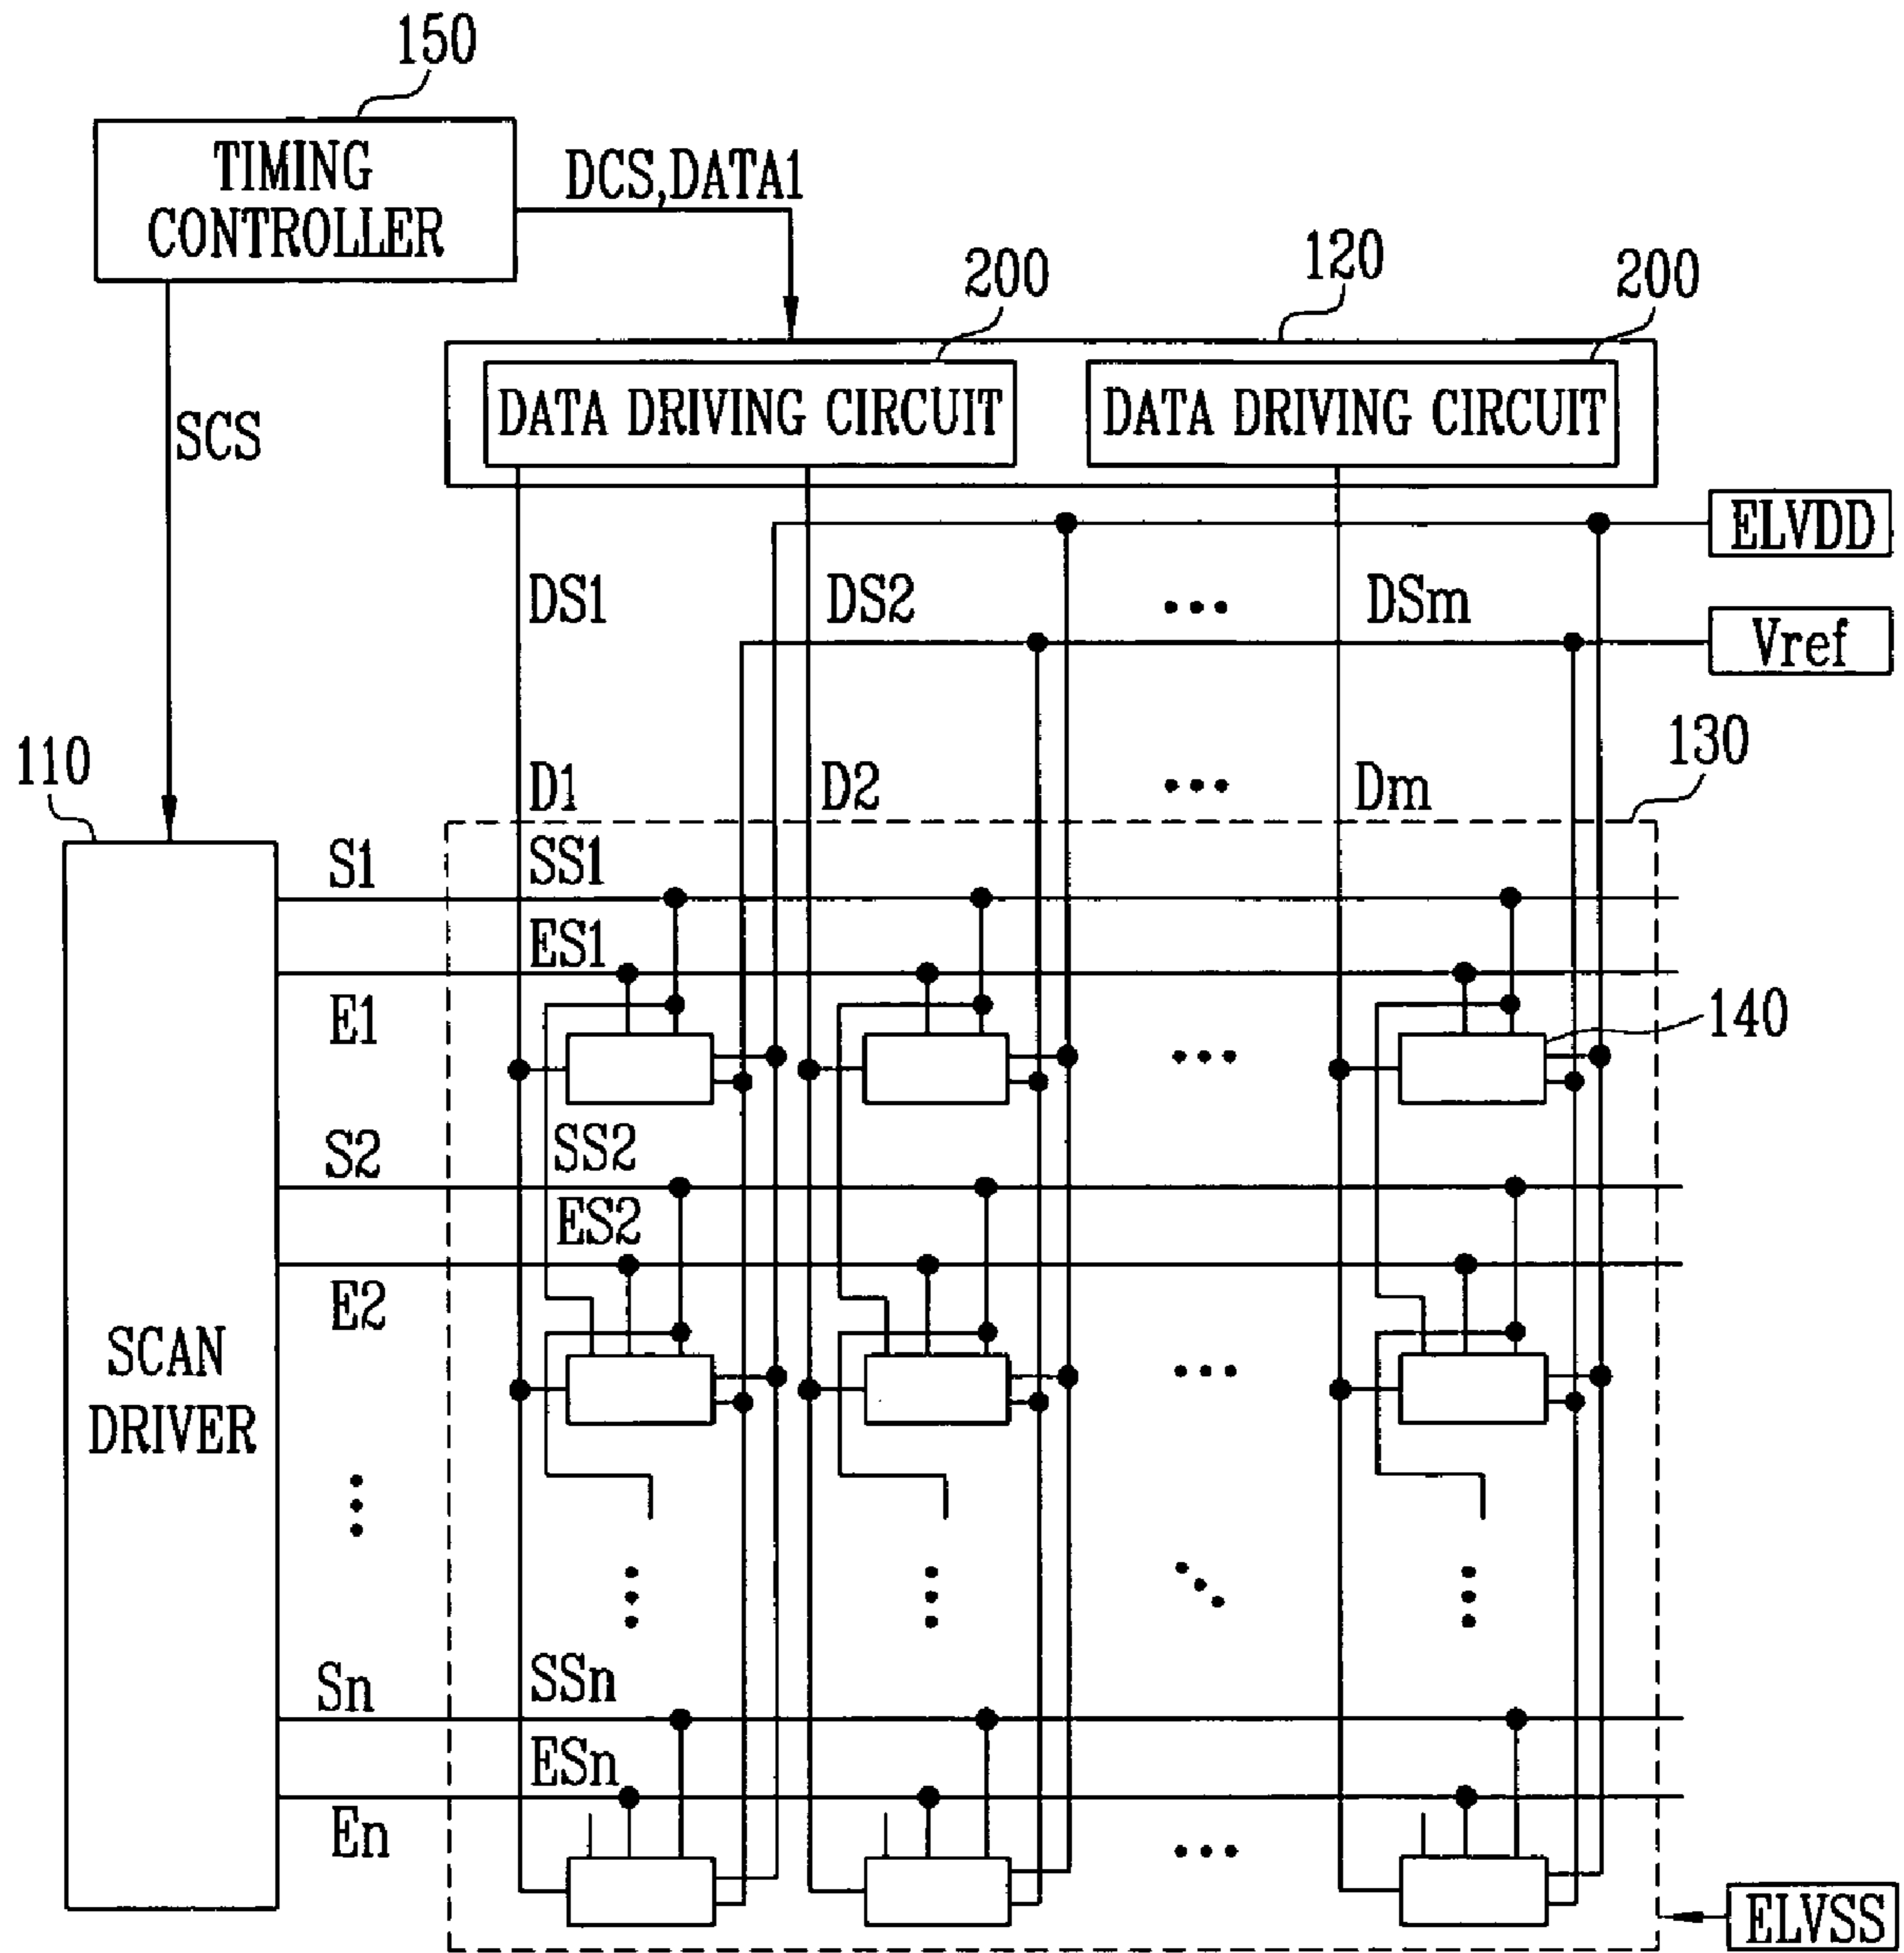 150
TIMING
CONTROLLER
DCS,DATA1
200
120
200
DATA DRIVING CIRCUIT
DATA DRIVING CIRCUIT
SCS
ELVDD
DS1
DS2
...
DSm
Vref
110
D1
D2
...
Dm
130
S1
SS1
ES1
E1
140
...
S2
SS2
ES2
E2
SCAN
DRIVER
...
Sn
SSn
ESn
En
...
ELVSS